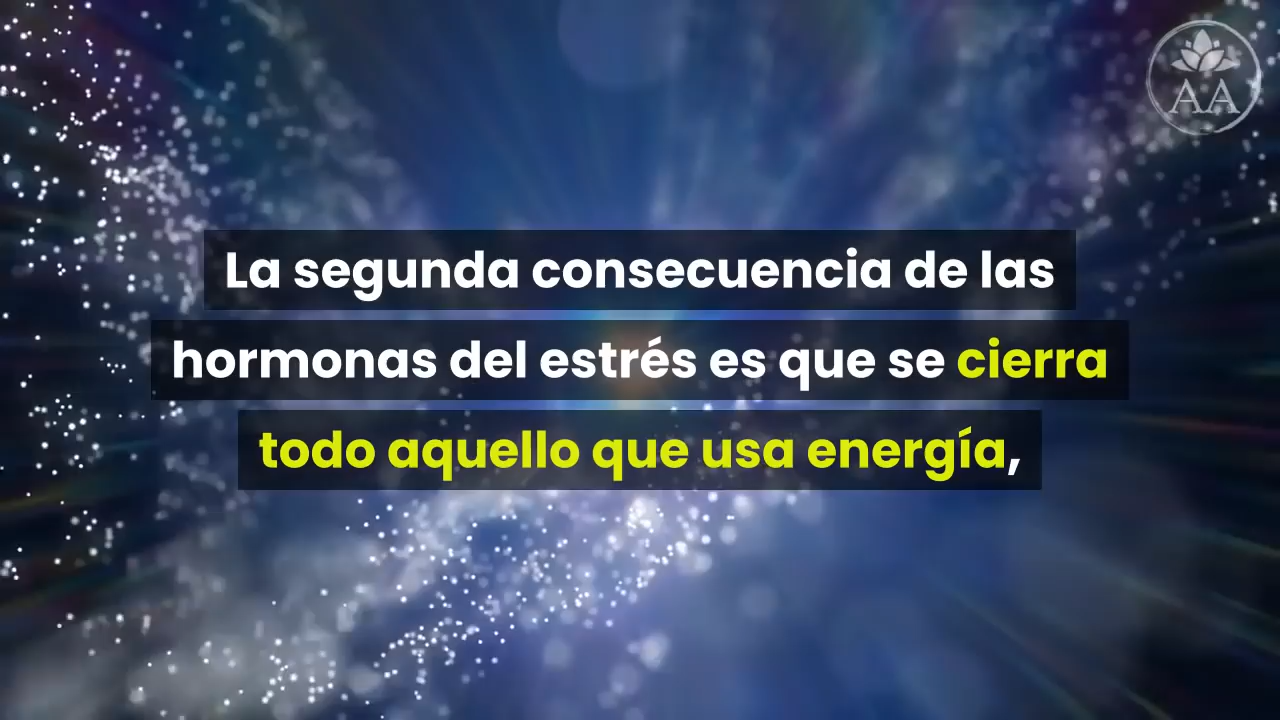 AA
La segunda consecuencia de las
hormonas del estrés es que se cierra
todo aquello que usa energía,